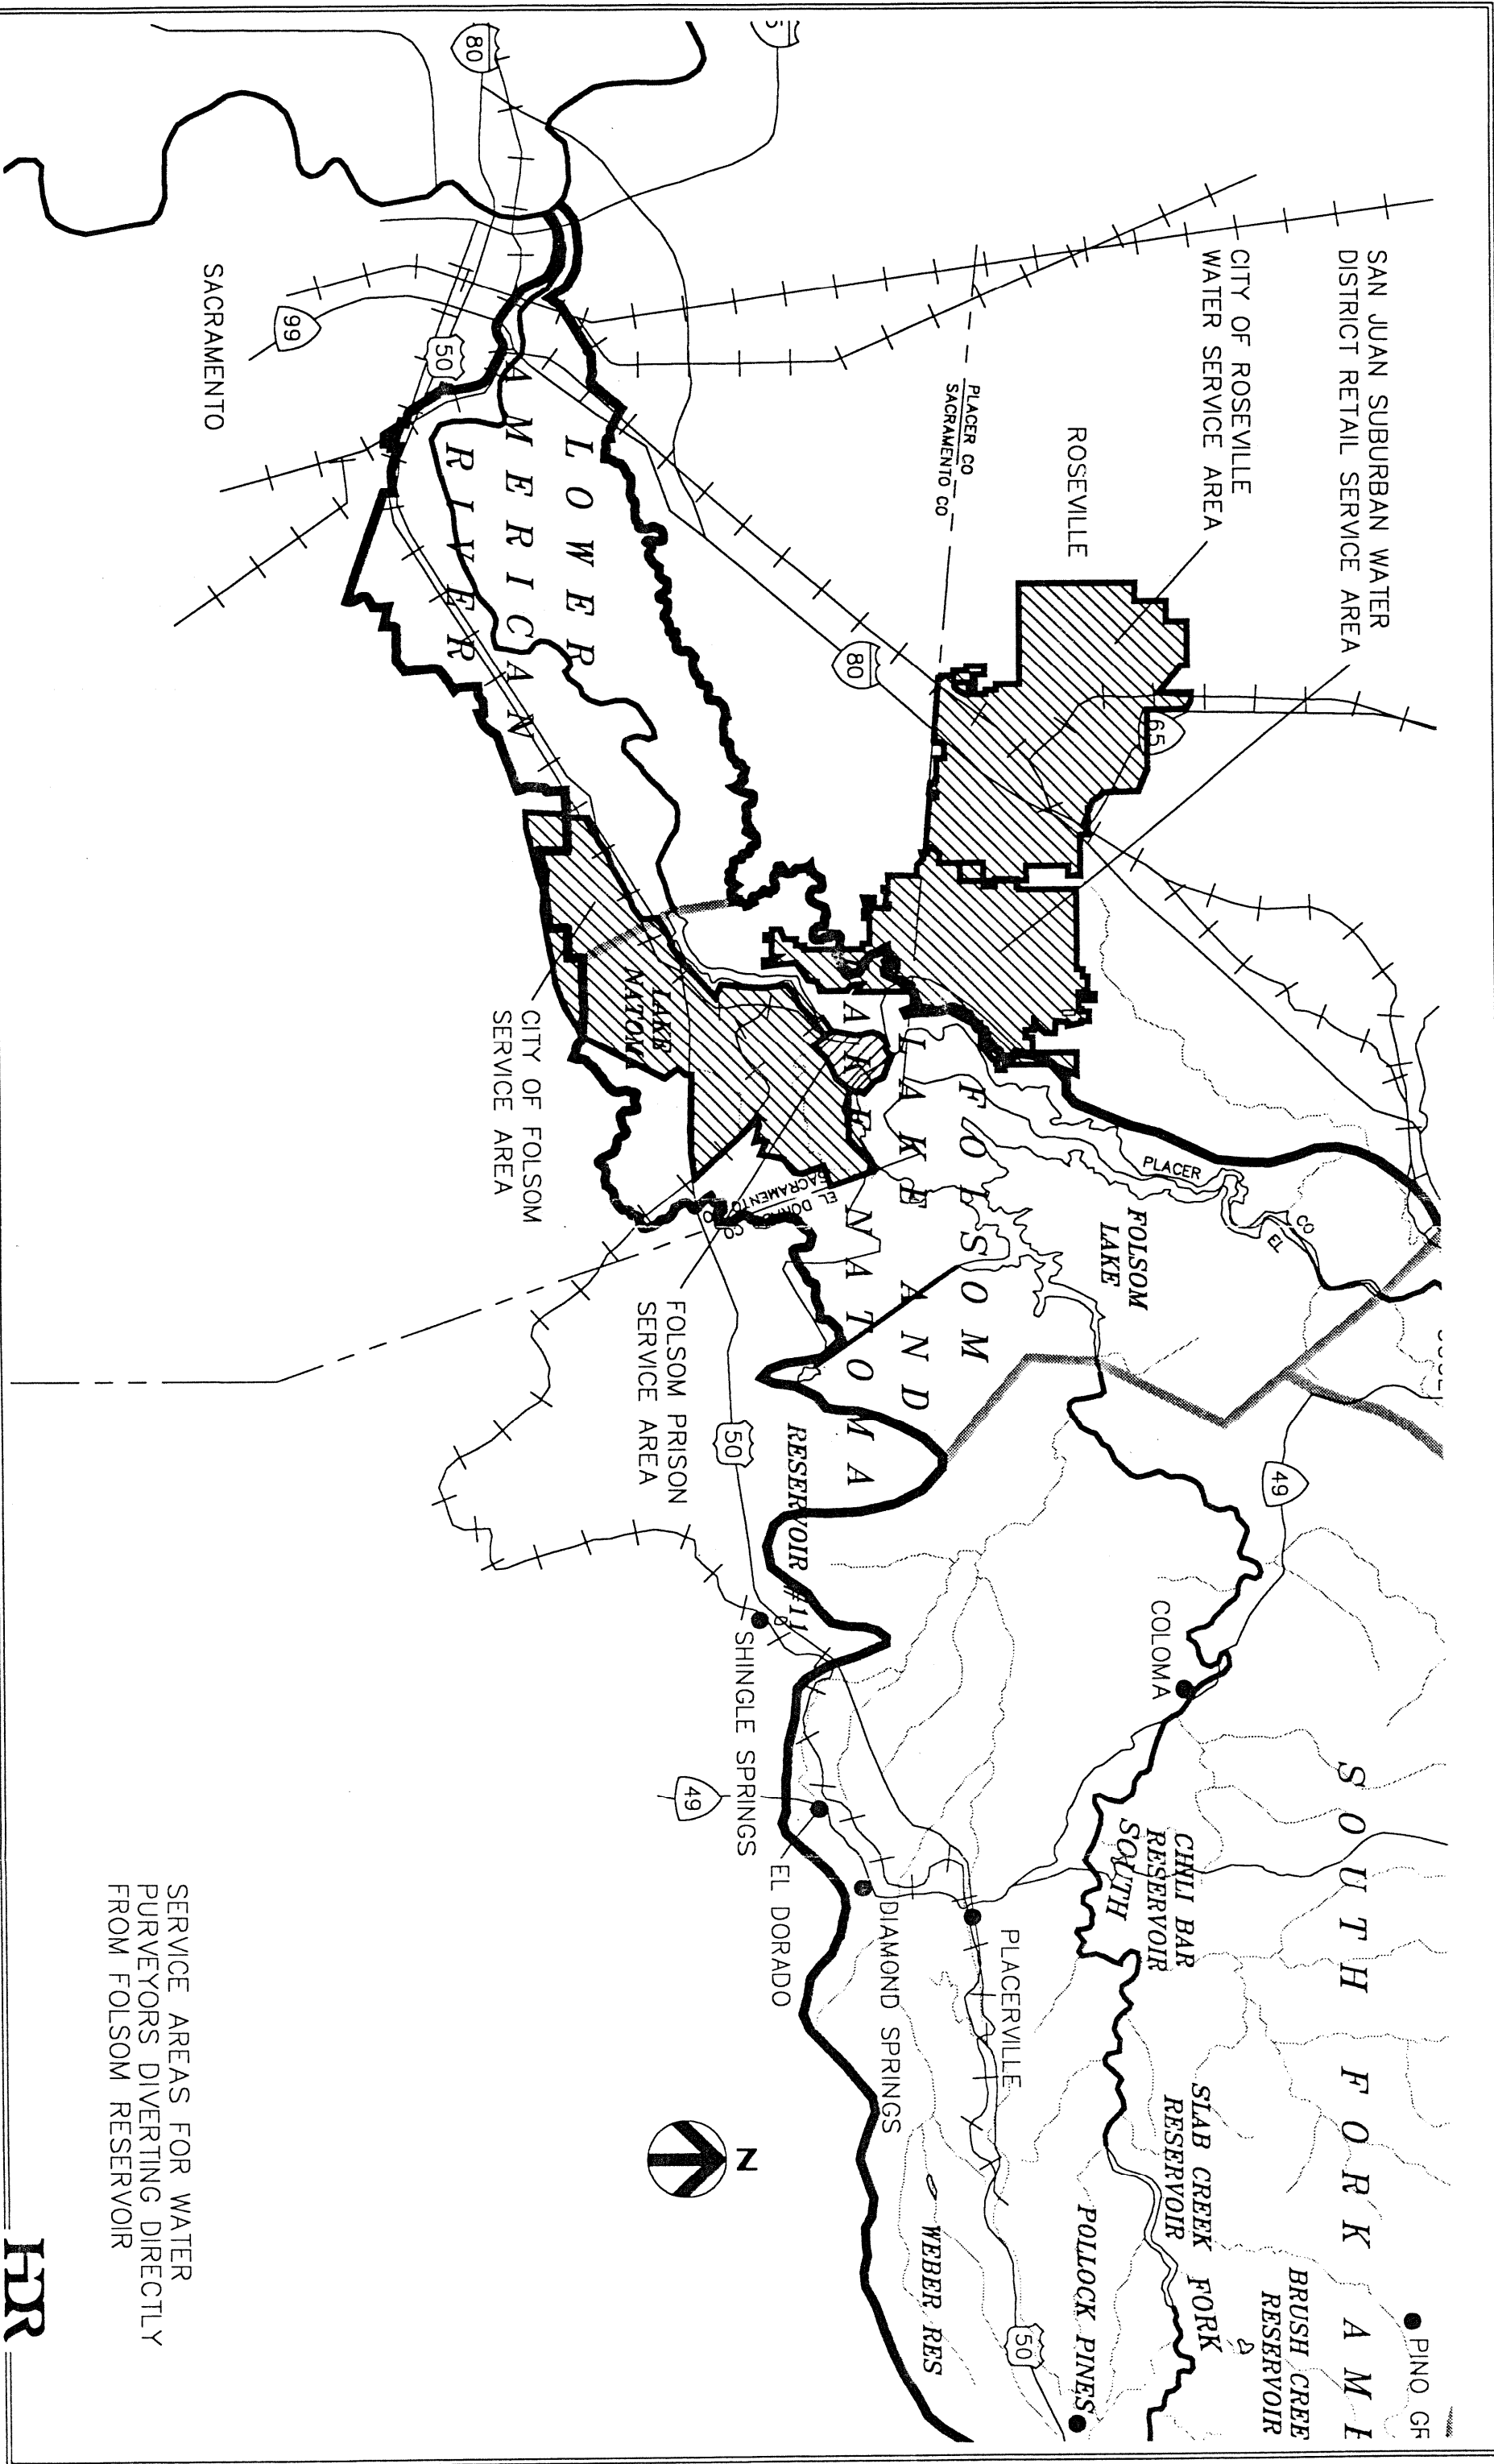 SAN JUAN SUBURBAN WATER
DISTRICT RETAIL SERVICE AREA
CITY OF ROSEVILLE
WATER SERVICE AREA
ROSEVILLE
PLACER CO
SACRAMENTO CO
65
80
80
SACRAMENTO
99
50
LOWER
AMERICAN
RIVER
LAKE
NATOMA
CITY OF FOLSOM
SERVICE AREA
FOLSOM
LAKE AND
LAKE NATOMA
FOLSOM
LAKE
PLACER CO
EL
EL DORADO CO
SACRAMENTO CO
FOLSOM PRISON
SERVICE AREA
50
RESERVOIR #11
49
COLOMA
SHINGLE SPRINGS
49
EL DORADO
DIAMOND SPRINGS
PLACERVILLE
SOUTH FORK AME
CHILI BAR
RESERVOIR
SOUTH
SLAB CREEK
RESERVOIR
FORK
BRUSH CREE
RESERVOIR
PINO GR
POLLOCK PINES
WEBER RES
50
N
SERVICE AREAS FOR WATER
PURVEYORS DIVERTING DIRECTLY
FROM FOLSOM RESERVOIR
HDR